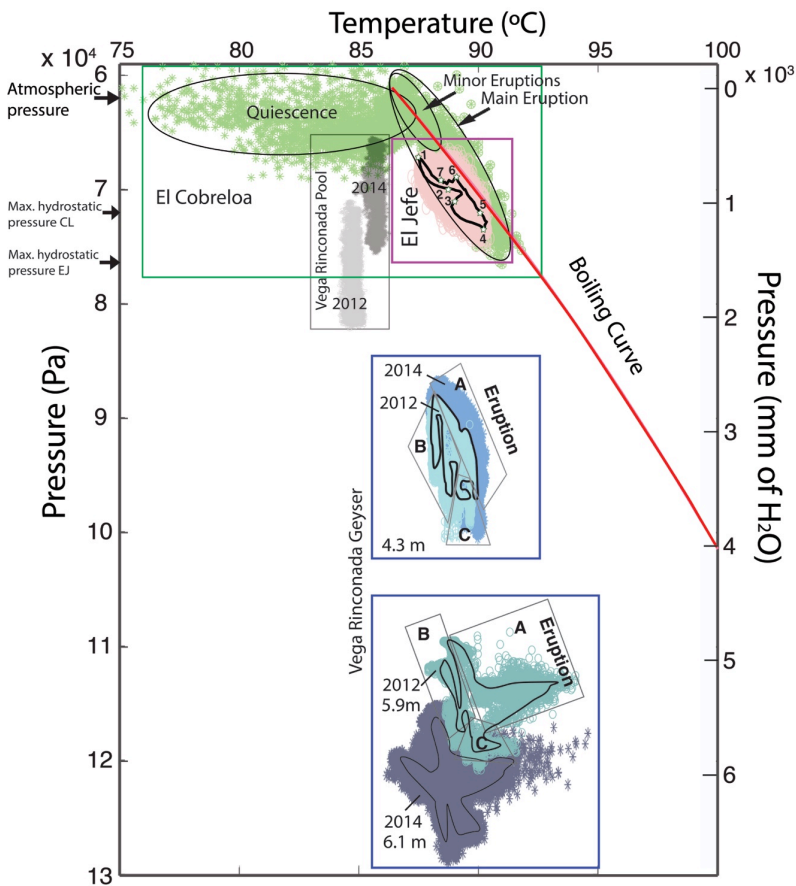 Temperature (ºC)
x 10⁴ 75 80 85 90 95 100
6
x 10³
Atmospheric
pressure
0
Minor Eruptions
Main Eruption
Quiescence
El Cobreloa
2014
El Jefe
1
7 6
2
3
5
4
7
1
Max. hydrostatic
pressure CL
Max. hydrostatic
pressure EJ
Vega Rinconada Pool
2012
Boiling Curve
8
2
Pressure (Pa)
Pressure (mm of H₂O)
2014
A
2012
Eruption
B
9
3
C
4.3 m
10
4
Vega Rinconada Geyser
11
5
B
A
Eruption
2012
5.9m
C
12
6
2014
6.1 m
13